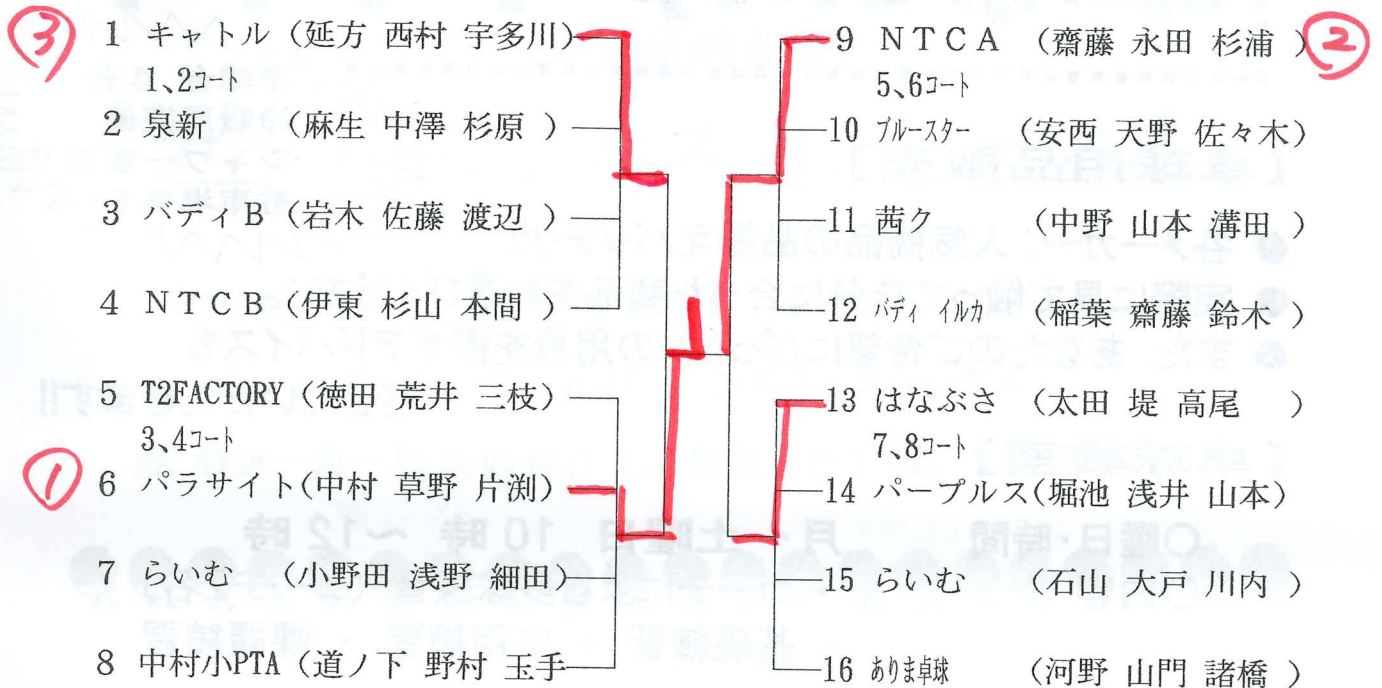 ③
1 キャトル (延方 西村 宇多川)
1、2コート
2 泉新 (麻生 中澤 杉原 )
3 バディB (岩木 佐藤 渡辺 )
4 NTCB (伊東 杉山 本間 )
5 T2FACTORY (徳田 荒井 三枝)
3、4コート
①
6 パラサイト(中村 草野 片渕)
7 らいむ (小野田 浅野 細田)
8 中村小PTA (道ノ下 野村 玉手
9 NTCA (齋藤 永田 杉浦 )
②
5、6コート
10 ブルースター (安西 天野 佐々木)
11 茜ク (中野 山本 溝田 )
12 バディ イルカ (稲葉 齋藤 鈴木 )
13 はなぶさ (太田 堤 高尾 )
7、8コート
14 パープルス(堀池 浅井 山本)
15 らいむ (石山 大戸 川内 )
16 ありま卓球 (河野 山門 諸橋 )